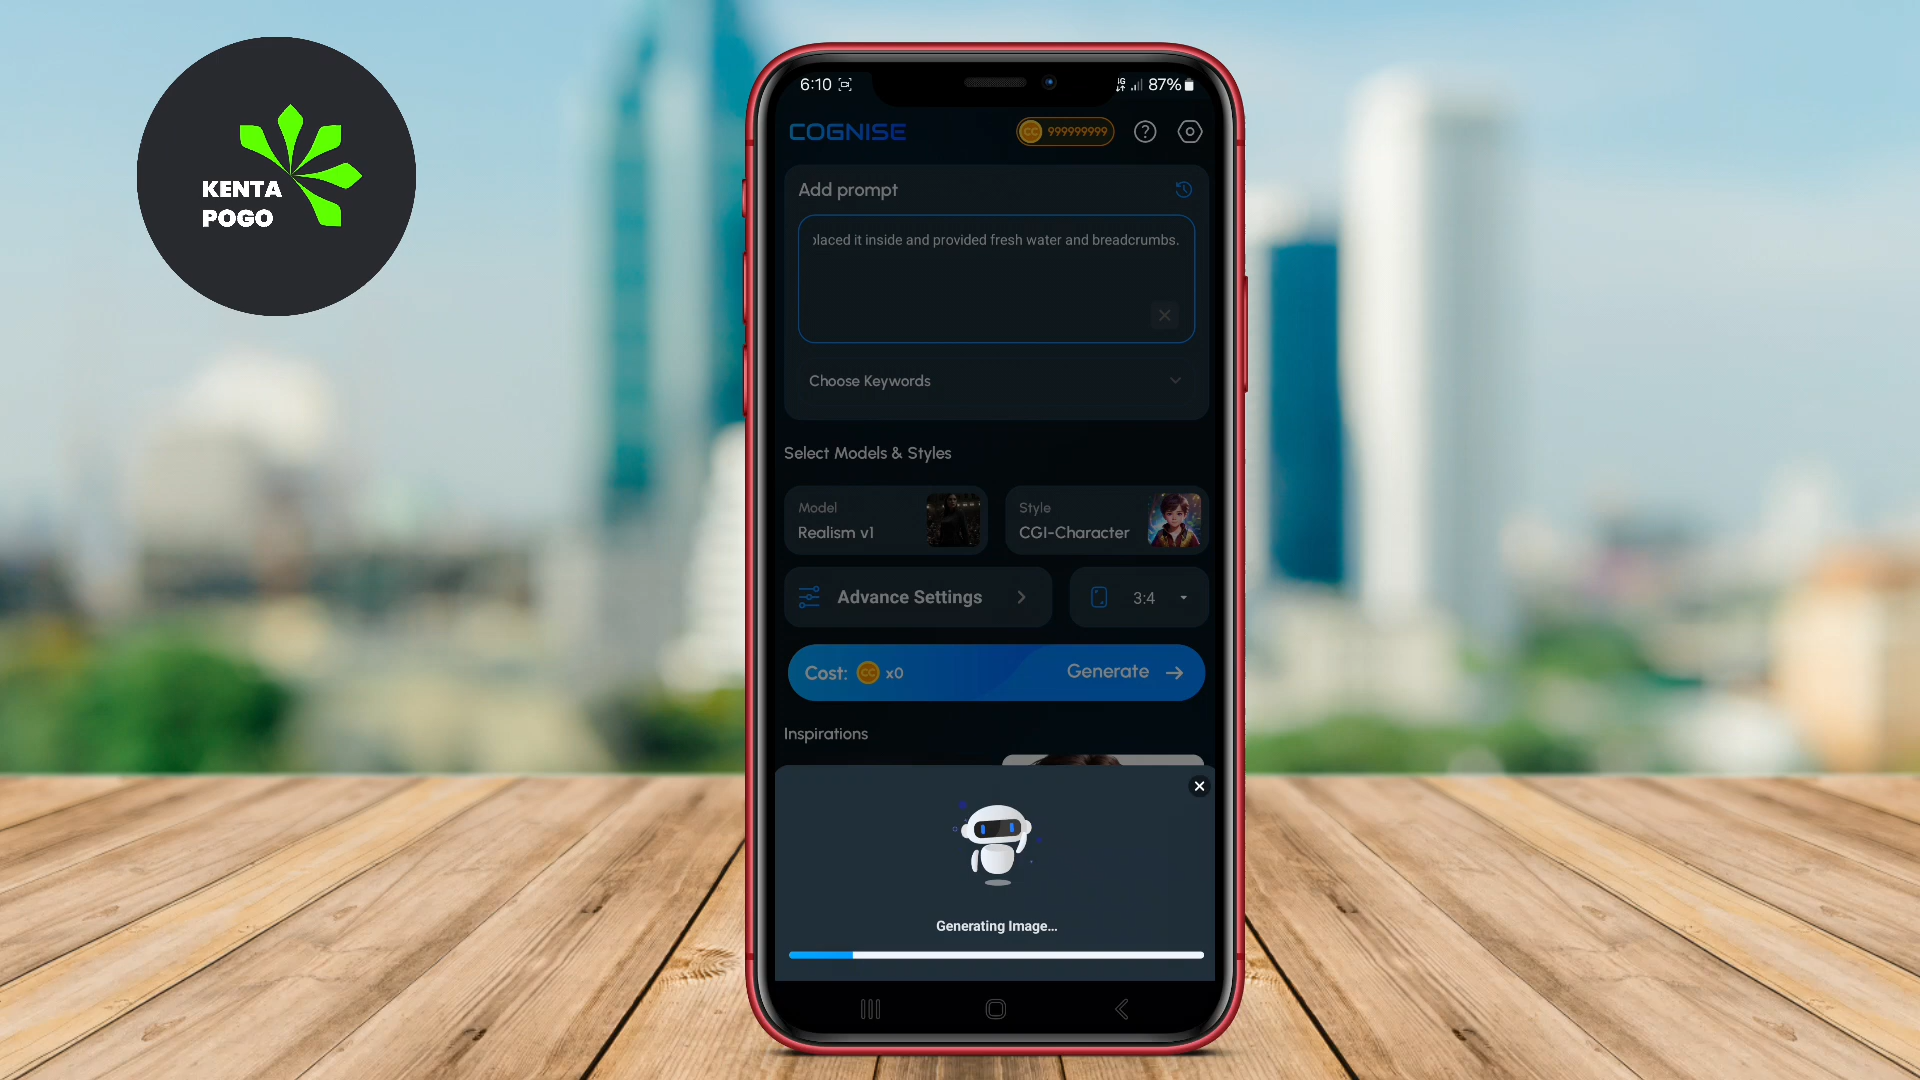 KENTA
POGO
6:10
87%
COGNISE
CC 999999999
?
Add prompt
placed it inside and provided fresh water and breadcrumbs.
Choose Keywords
Select Models & Styles
Model
Realism v1
Style
CGI-Character
Advance Settings
3:4
Cost: CC x0
Generate
Inspirations
Generating Image...